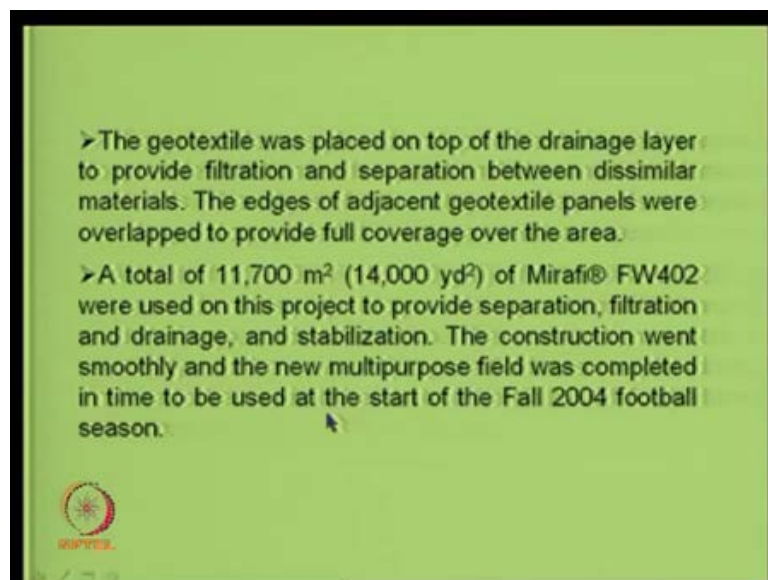 ➢The geotextile was placed on top of the drainage layer
to provide filtration and separation between dissimilar
materials. The edges of adjacent geotextile panels were
overlapped to provide full coverage over the area.
➢A total of 11,700 m² (14,000 yd²) of Mirafi® FW402
were used on this project to provide separation, filtration
and drainage, and stabilization. The construction went
smoothly and the new multipurpose field was completed
in time to be used at the start of the Fall 2004 football
season.
NPTEL